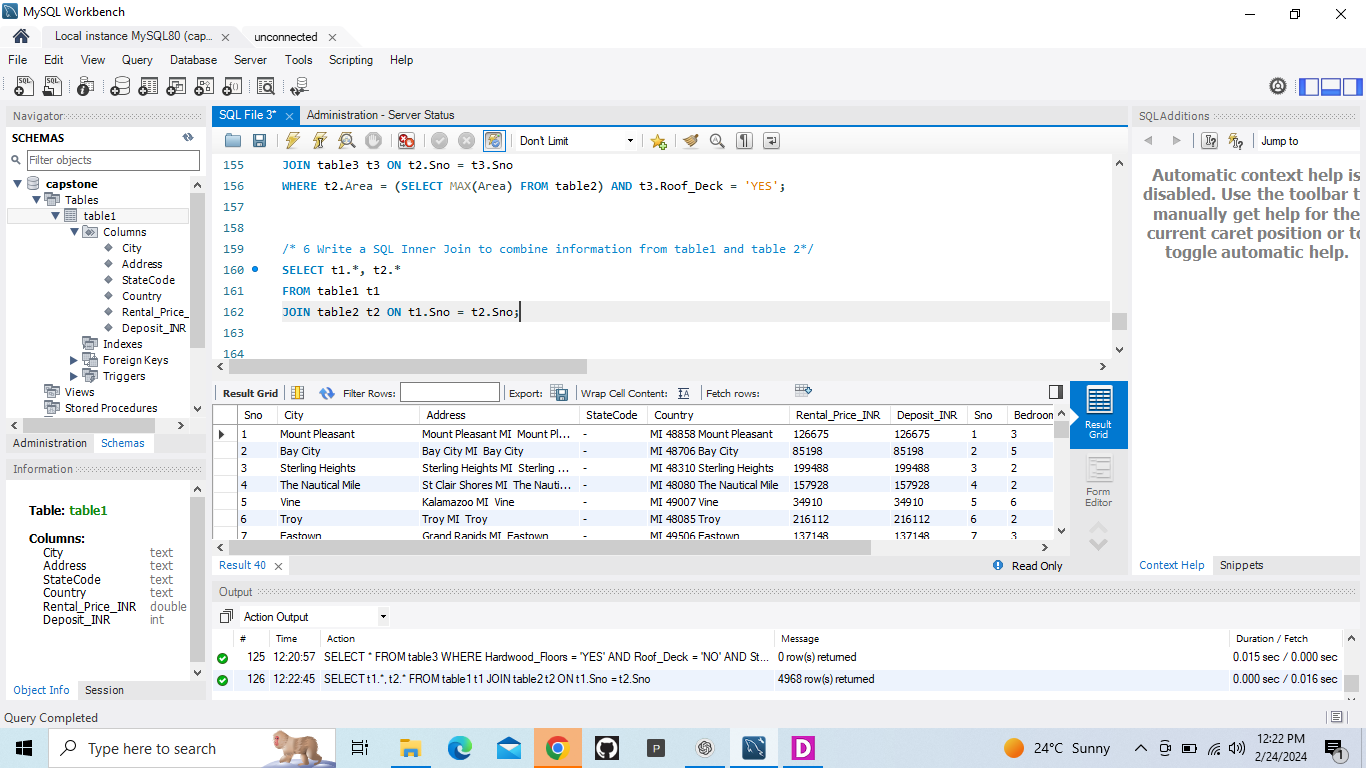 MySQL Workbench
Local instance MySQL80 (cap... unconnected
File Edit View Query Database Server Tools Scripting Help
Navigator
SCHEMAS
Filter objects
capstone
Tables
table1
Columns
City
Address
StateCode
Country
Rental_Price_
Deposit_INR
Indexes
Foreign Keys
Triggers
Views
Stored Procedures
Administration Schemas
Information
Table: table1
Columns:
City text
Address text
StateCode text
Country text
Rental_Price_INR double
Deposit_INR int
Object Info Session
SQL File 3* Administration - Server Status
Don't Limit
155 JOIN table3 t3 ON t2.Sno = t3.Sno
156 WHERE t2.Area = (SELECT MAX(Area) FROM table2) AND t3.Roof_Deck = 'YES';
157
158
159 /* 6 Write a SQL Inner Join to combine information from table1 and table 2*/
160 SELECT t1.*, t2.*
161 FROM table1 t1
162 JOIN table2 t2 ON t1.Sno = t2.Sno;
163
164
Result Grid Filter Rows: Export: Wrap Cell Content: Fetch rows:
Sno City Address StateCode Country Rental_Price_INR Deposit_INR Sno Bedroom
1 Mount Pleasant Mount Pleasant MI Mount Pl... - MI 48858 Mount Pleasant 126675 126675 1 3
2 Bay City Bay City MI Bay City - MI 48706 Bay City 85198 85198 2 5
3 Sterling Heights Sterling Heights MI Sterling ... - MI 48310 Sterling Heights 199488 199488 3 2
4 The Nautical Mile St Clair Shores MI The Nauti... - MI 48080 The Nautical Mile 157928 157928 4 2
5 Vine Kalamazoo MI Vine - MI 49007 Vine 34910 34910 5 6
6 Troy Troy MI Troy - MI 48085 Troy 216112 216112 6 2
7 Eastown Grand Rapids MI Eastown - MI 49506 Eastown 137148 137148 7 3
Result Grid
Form Editor
Result 40 Read Only
Output
Action Output
# Time Action Message Duration / Fetch
125 12:20:57 SELECT * FROM table3 WHERE Hardwood_Floors = 'YES' AND Roof_Deck = 'NO' AND St... 0 row(s) returned 0.015 sec / 0.000 sec
126 12:22:45 SELECT t1.*, t2.* FROM table1 t1 JOIN table2 t2 ON t1.Sno = t2.Sno 4968 row(s) returned 0.000 sec / 0.016 sec
SQLAdditions
Jump to
Automatic context help is
disabled. Use the toolbar t
manually get help for the
current caret position or to
toggle automatic help.
Context Help Snippets
Query Completed
Type here to search
24°C Sunny
12:22 PM
2/24/2024
1